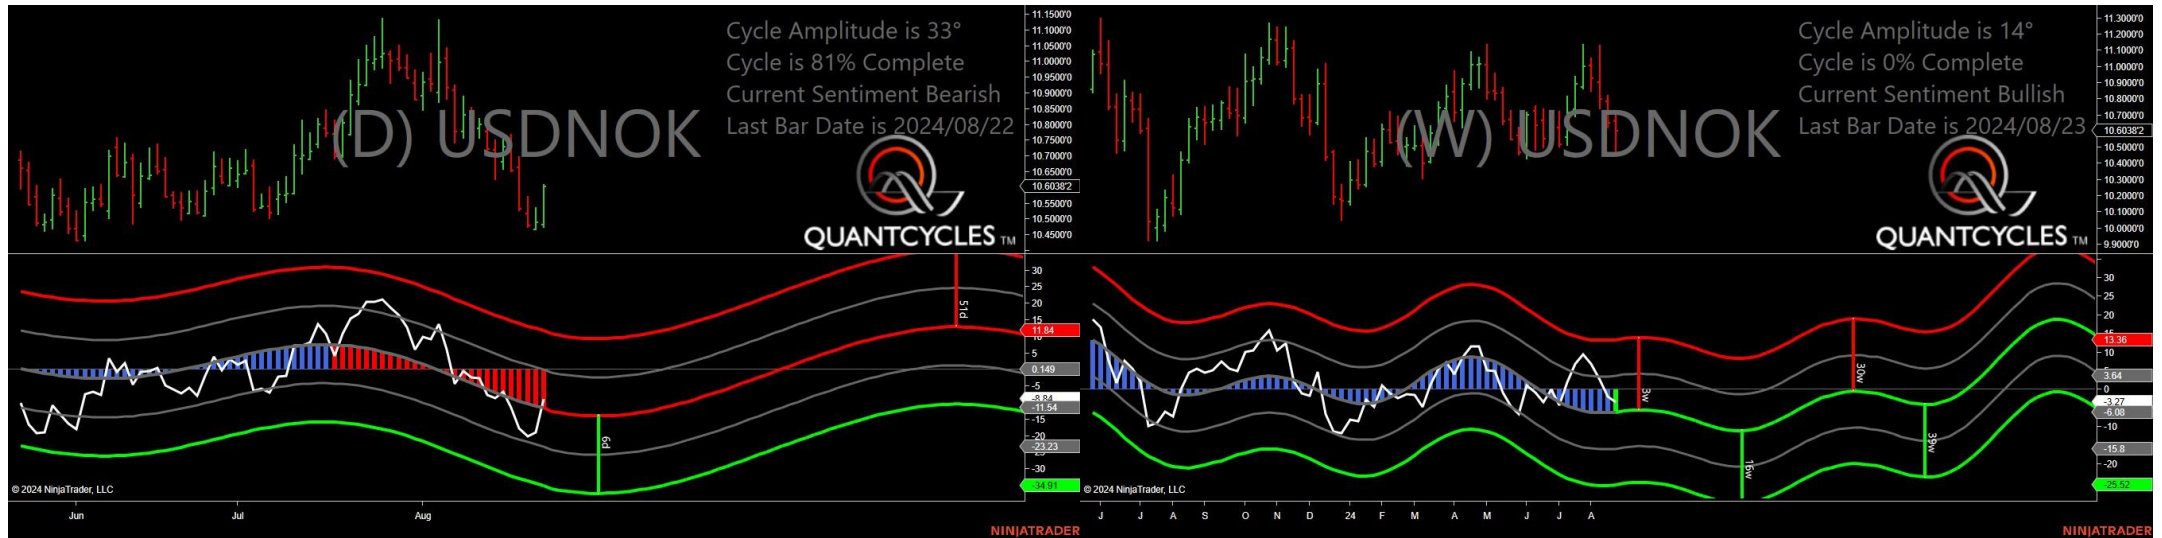 Cycle Amplitude is 33°
Cycle is 81% Complete
Current Sentiment Bearish
Last Bar Date is 2024/08/22
(D) USDNOK
QUANTCYCLES TM
11.1500'0
11.1000'0
11.0500'0
11.0000'0
10.9500'0
10.9000'0
10.8500'0
10.8000'0
10.7500'0
10.7000'0
10.6500'0
10.6038'2
10.5500'0
10.5000'0
10.4500'0
51d
6d
30
25
20
15
11.84
10
5
0.149
-5
-8.84
-11.54
-15
-20
-23.23
-30
-34.91
© 2024 NinjaTrader, LLC
Jun
Jul
Aug
NINJATRADER
Cycle Amplitude is 14°
Cycle is 0% Complete
Current Sentiment Bullish
Last Bar Date is 2024/08/23
(W) USDNOK
QUANTCYCLES TM
11.3000'0
11.2000'0
11.1000'0
11.0000'0
10.9000'0
10.8000'0
10.7000'0
10.6038'2
10.5000'0
10.4000'0
10.3000'0
10.2000'0
10.1000'0
10.0000'0
9.9000'0
3w
30w
16w
39w
30
25
20
13.36
10
3.64
0
-3.27
-6.08
-10
-15.8
-20
-25.52
© 2024 NinjaTrader, LLC
J
J
A
S
O
N
D
24
F
M
A
M
J
J
A
NINJATRADER